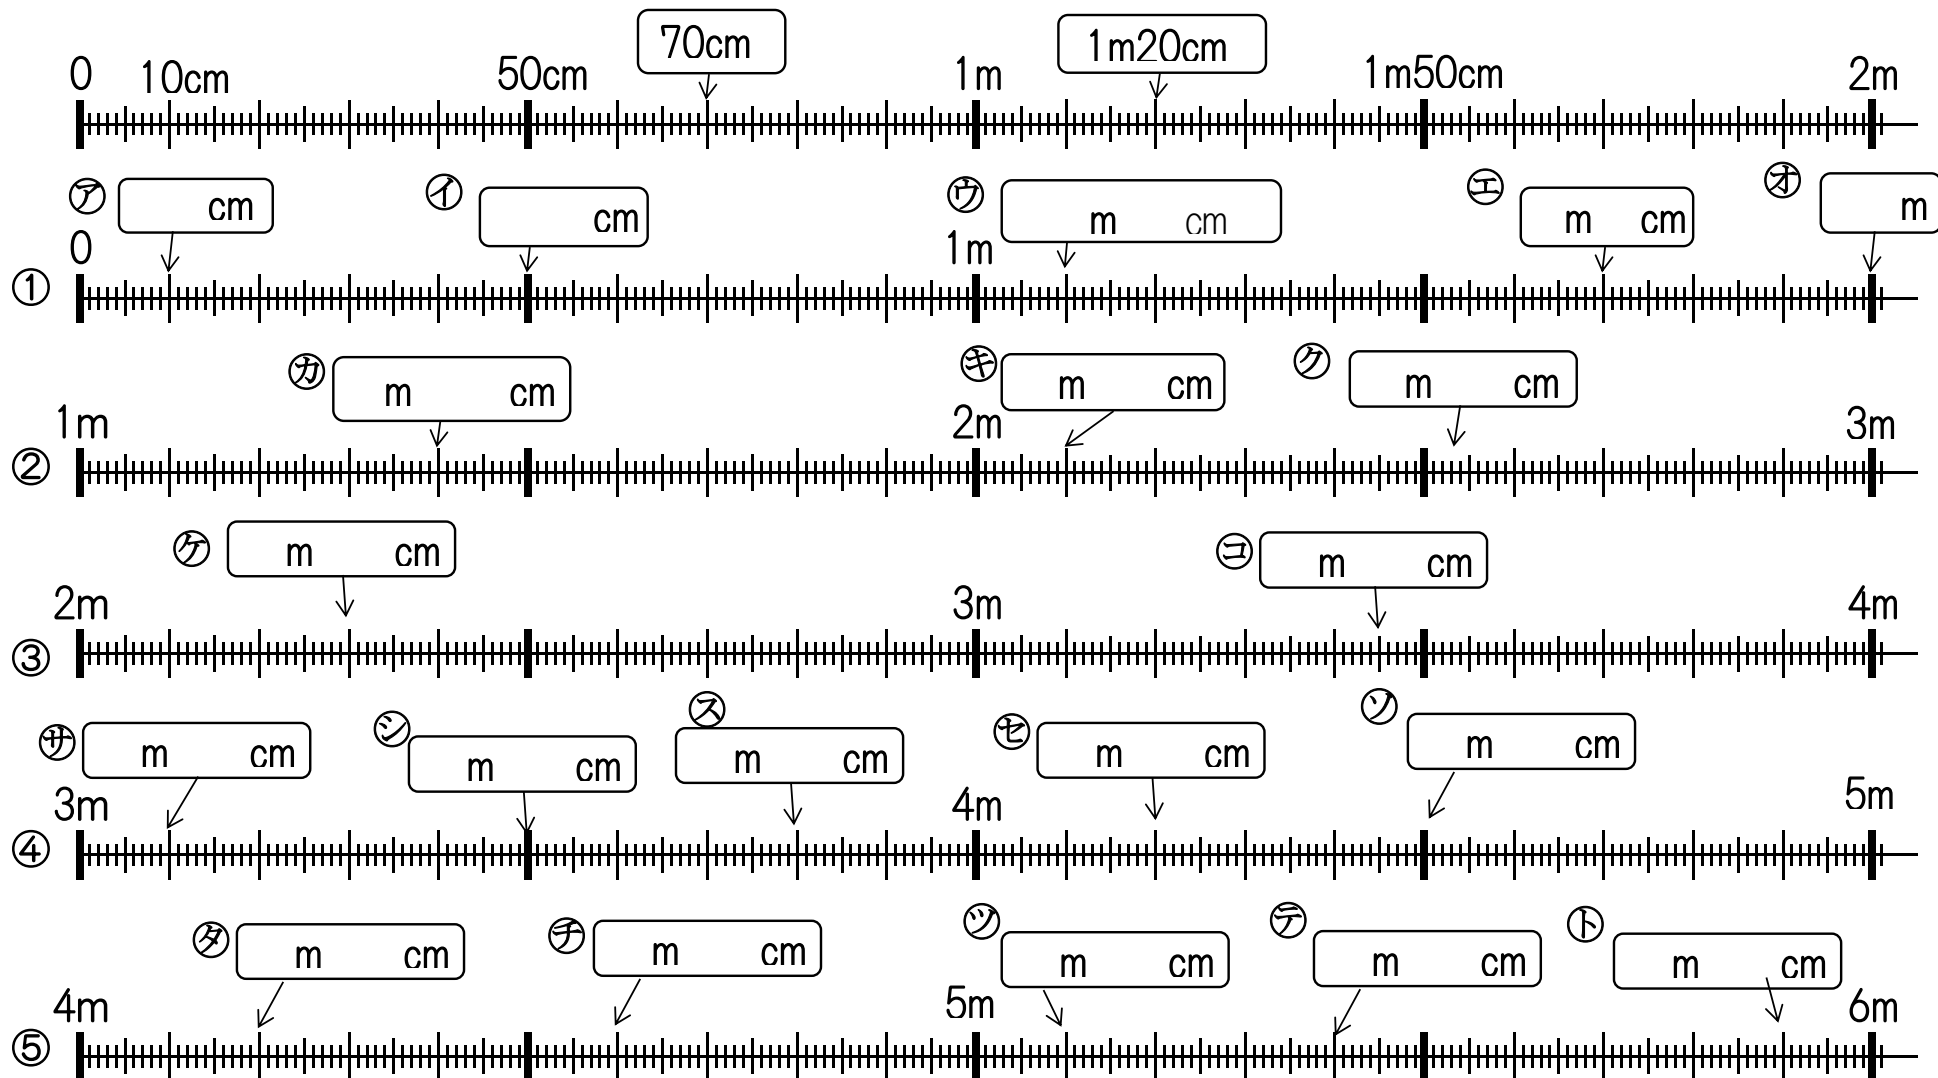 0 10cm 50cm 70cm 1m 1m20cm 1m50cm 2m
㋐ cm ㋑ cm ㋒ m cm ㋓ m cm ㋔ m
0 1m
①
㋕ m cm ㋖ m cm ㋗ m cm
1m 2m 3m
②
㋘ m cm ㋙ m cm
2m 3m 4m
③
㋚ m cm ㋛ m cm ㋜ m cm ㋝ m cm ㋞ m cm
3m 4m 5m
④
㋟ m cm ㋠ m cm ㋡ m cm ㋢ m cm ㋣ m cm
4m 5m 6m
⑤